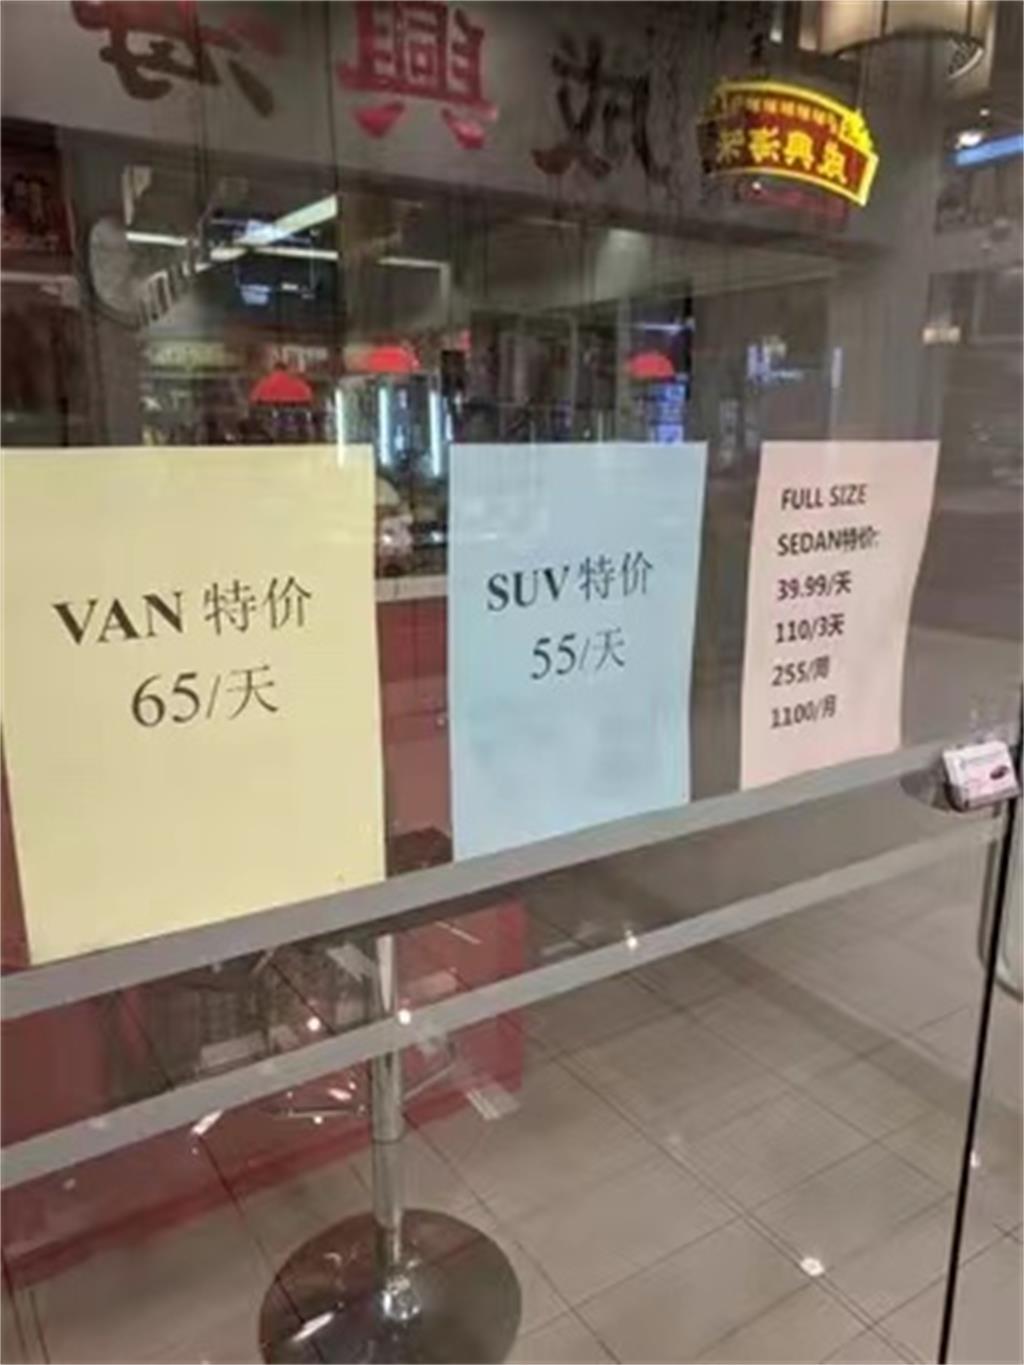 VAN 特价
65/天
SUV 特价
55/天
FULL SIZE
SEDAN特价:
39.99/天
110/3天
255/周
1100/月